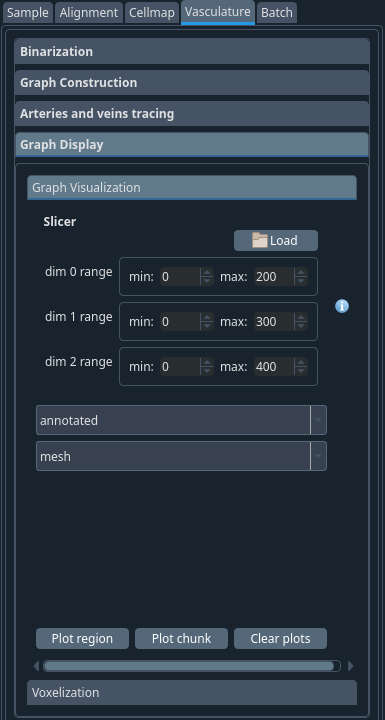 Sample Alignment Cellmap Vasculature Batch
Binarization
Graph Construction
Arteries and veins tracing
Graph Display
Graph Visualization
Slicer
Load
dim 0 range min: 0 max: 200
dim 1 range min: 0 max: 300
dim 2 range min: 0 max: 400
annotated
mesh
Plot region Plot chunk Clear plots
Voxelization